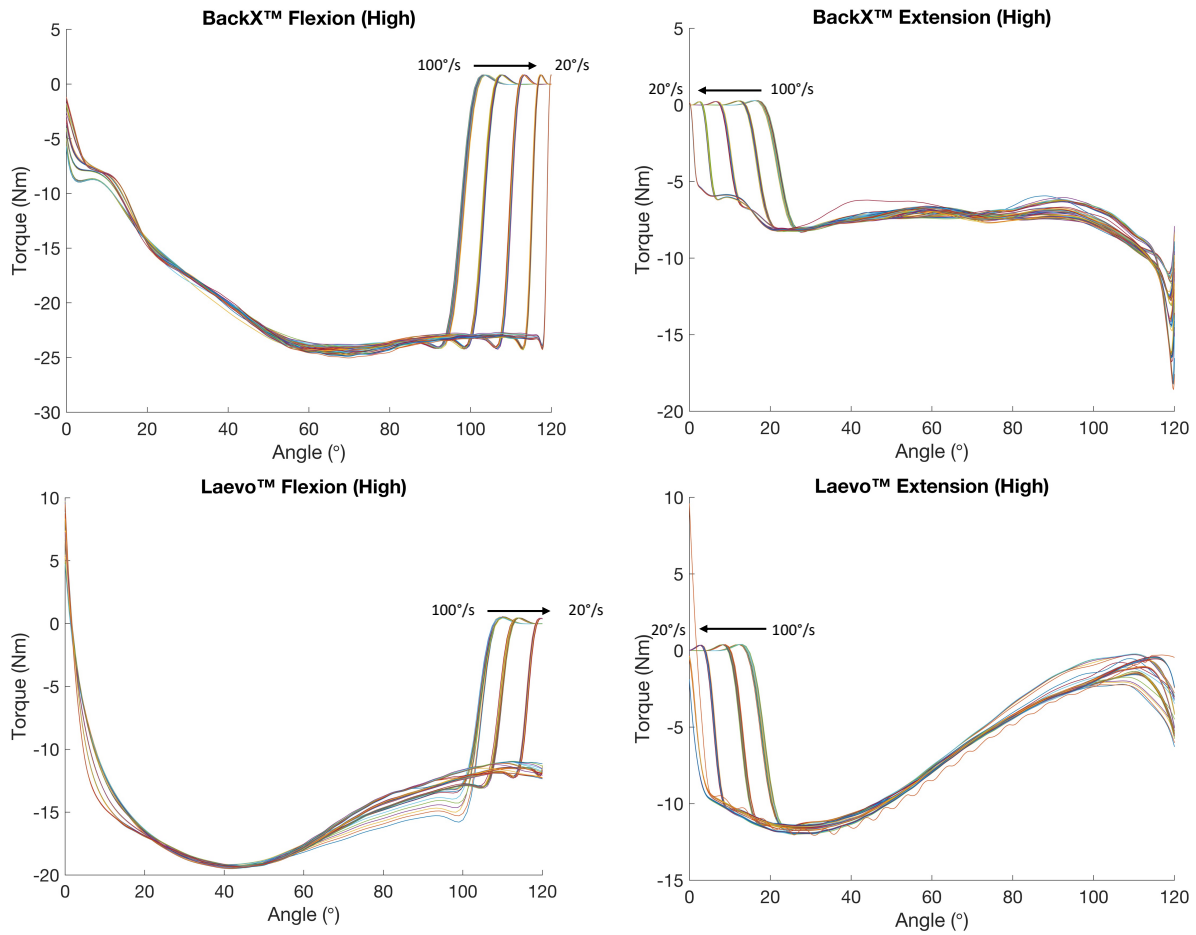 BackX™ Flexion (High)
5
0
-5
-10
-15
-20
-25
-30
Torque (Nm)
100°/s
20°/s
0 20 40 60 80 100 120
Angle (°)
BackX™ Extension (High)
5
0
-5
-10
-15
-20
Torque (Nm)
20°/s
100°/s
0 20 40 60 80 100 120
Angle (°)
Laevo™ Flexion (High)
10
5
0
-5
-10
-15
-20
Torque (Nm)
100°/s
20°/s
0 20 40 60 80 100 120
Angle (°)
Laevo™ Extension (High)
10
5
0
-5
-10
-15
Torque (Nm)
20°/s
100°/s
0 20 40 60 80 100 120
Angle (°)